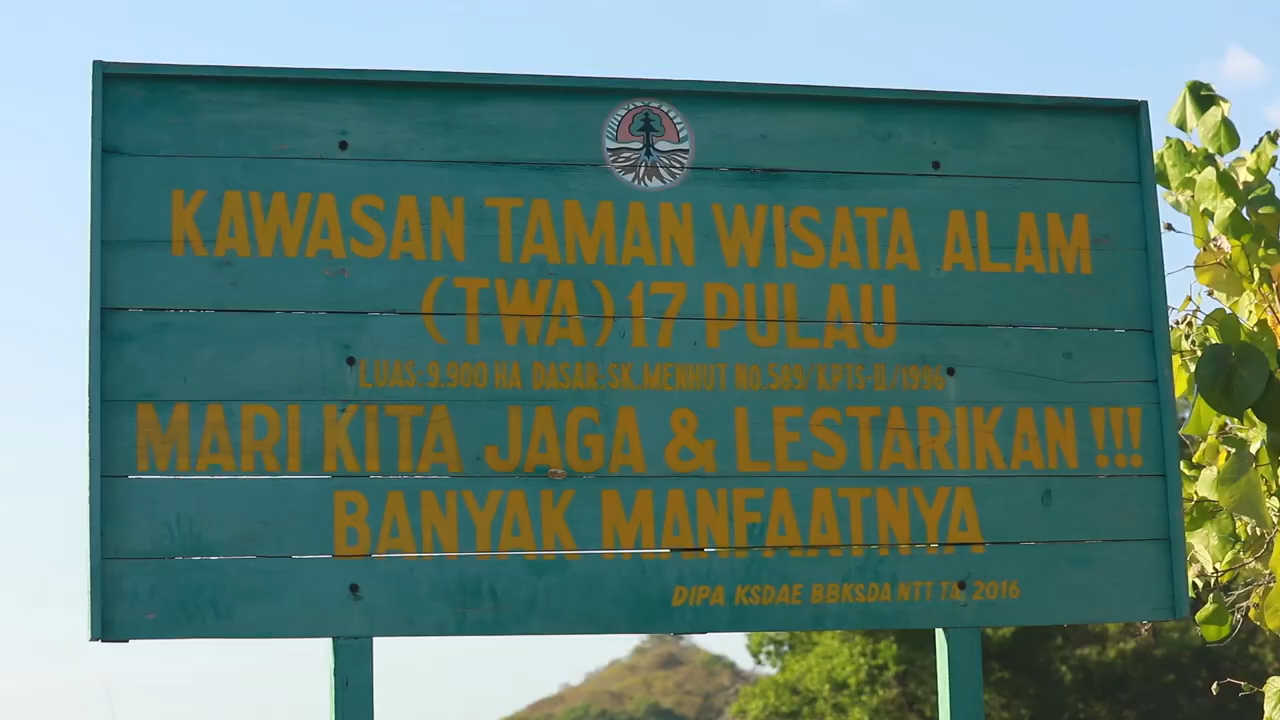 KAWASAN TAMAN WISATA ALAM
(TWA) 17 PULAU
LUAS-9.900 HA DASAR:SK.MENHUT NO.589/KPTS-II/1996
MARI KITA JAGA & LESTARIKAN !!!
BANYAK MANFAATNYA
DIPA KSDAE BBKSDA NTT TA. 2016